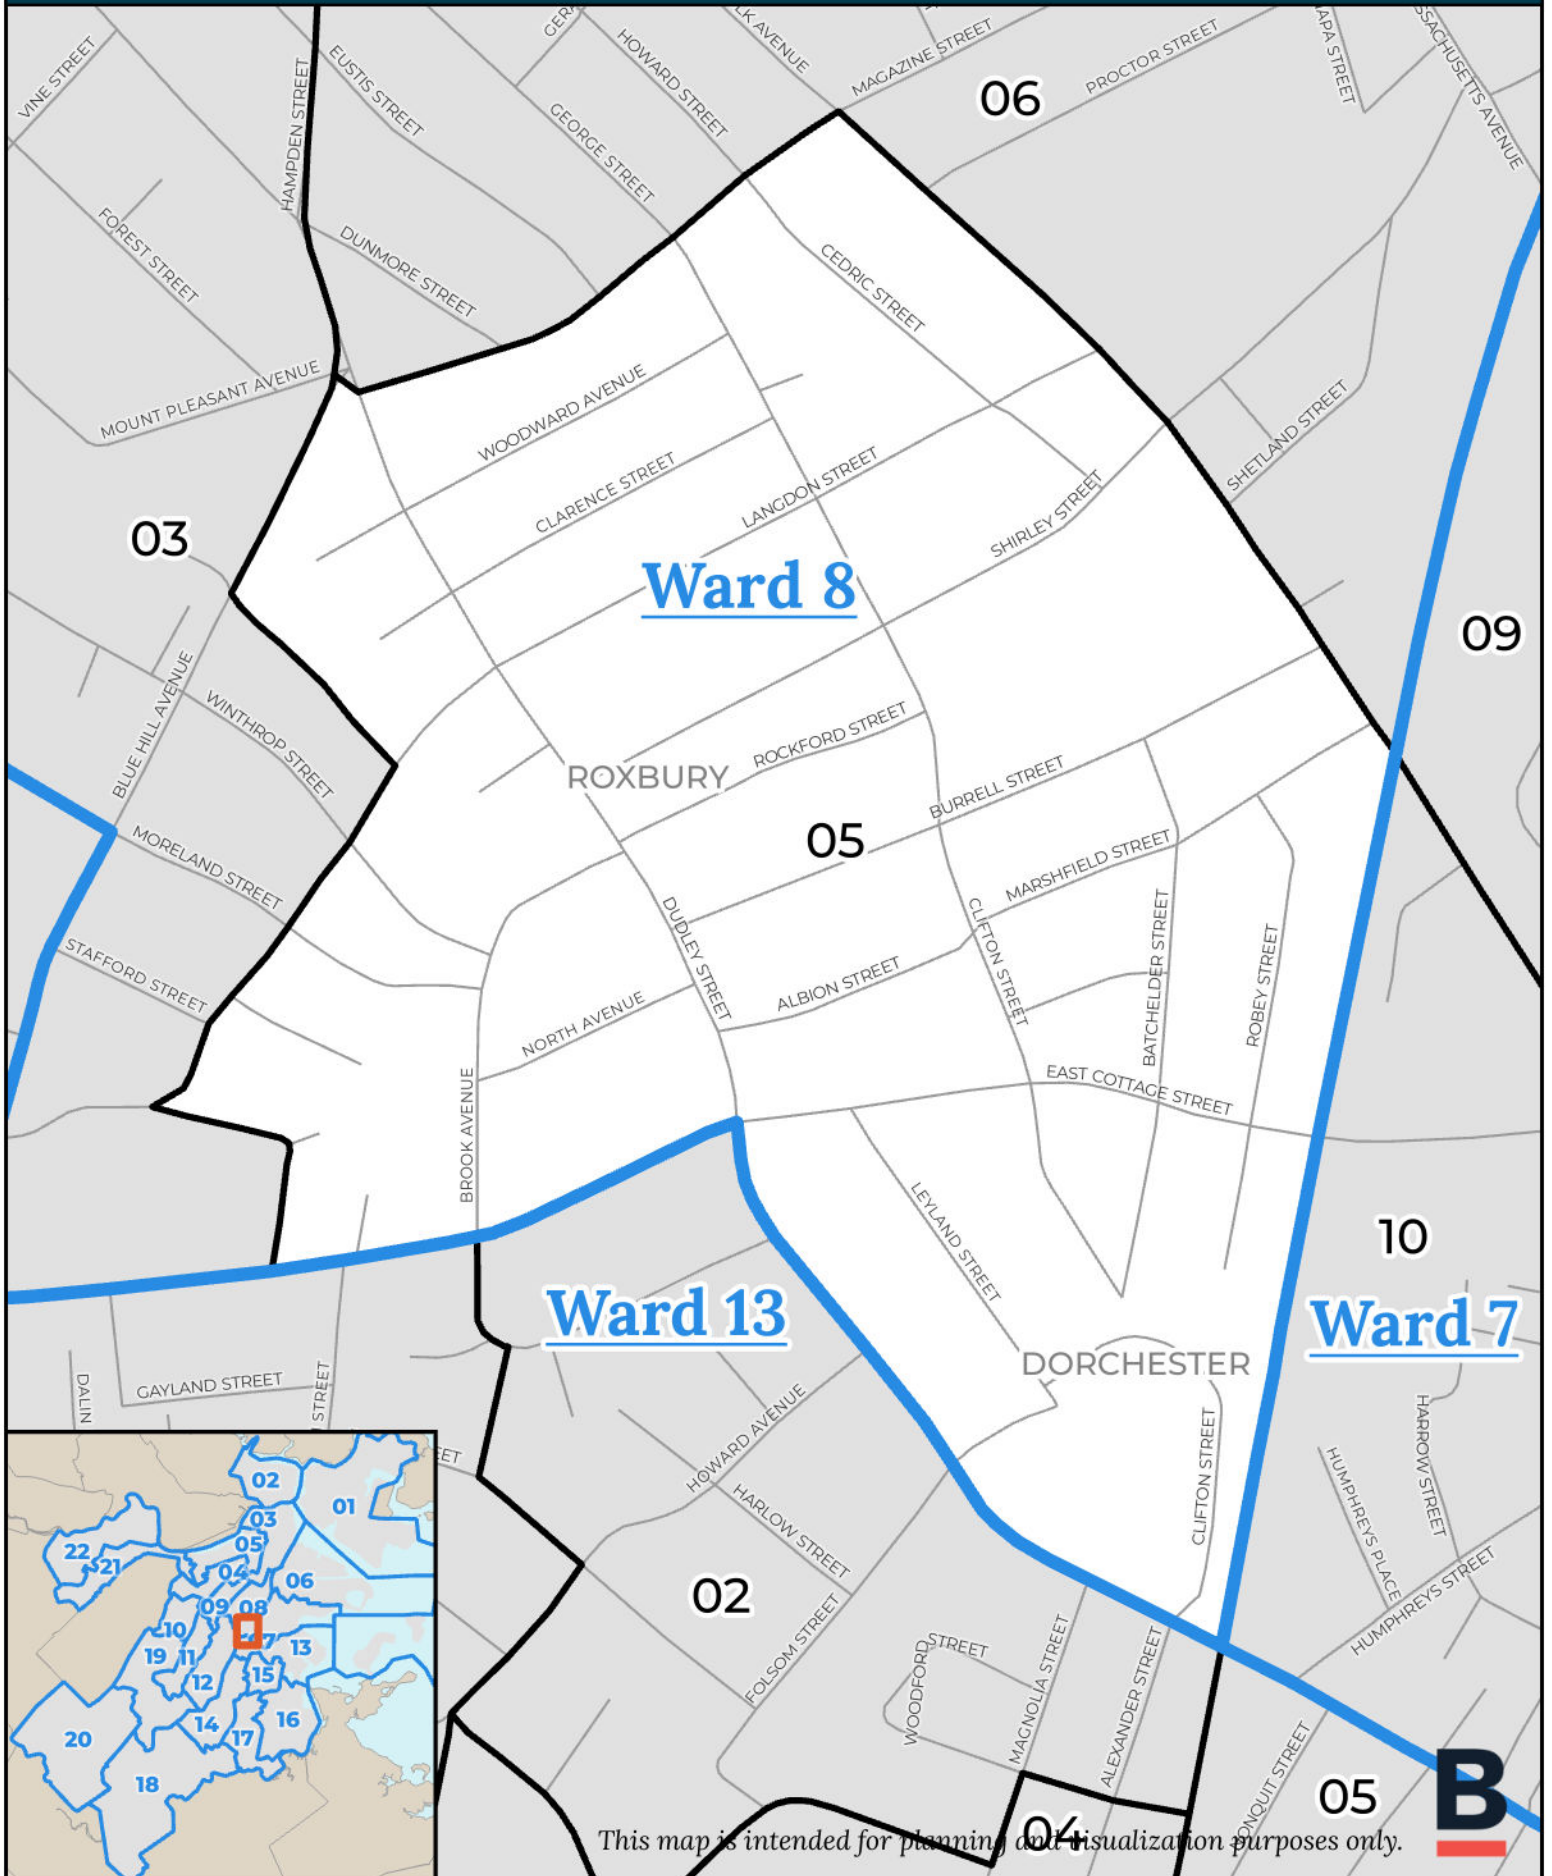 VINE STREET
HAMPDEN STREET
EUSTIS STREET
HOWARD STREET
GEORGE STREET
MAGAZINE STREET
06
PROCTOR STREET
FOREST STREET
DUNMORE STREET
CEDRIC STREET
MOUNT PLEASANT AVENUE
WOODWARD AVENUE
SHETLAND STREET
CLARENCE STREET
LANGDON STREET
SHIRLEY STREET
03
Ward 8
09
BLUE HILL AVENUE
WINTHROP STREET
ROCKFORD STREET
ROXBURY
BURRELL STREET
05
MORELAND STREET
MARSHFIELD STREET
DUDLEY STREET
CLIFTON STREET
BATCHELDER STREET
ROBEY STREET
STAFFORD STREET
ALBION STREET
NORTH AVENUE
BROOK AVENUE
EAST COTTAGE STREET
LEYLAND STREET
10
Ward 13
Ward 7
DORCHESTER
DALIN
GAYLAND STREET
STREET
HOWARD AVENUE
HARLOW STREET
CLIFTON STREET
HARROW STREET
HUMPHREYS PLACE
HUMPHREYS STREET
02
FOLSOM STREET
WOODFORD
STREET
MAGNOLIA STREET
ALEXANDER STREET
05
04
02
01
03
05
22
21
04
06
09
08
10
07
13
19
11
12
15
14
17
16
20
18
This map is intended for planning and visualization purposes only.
B